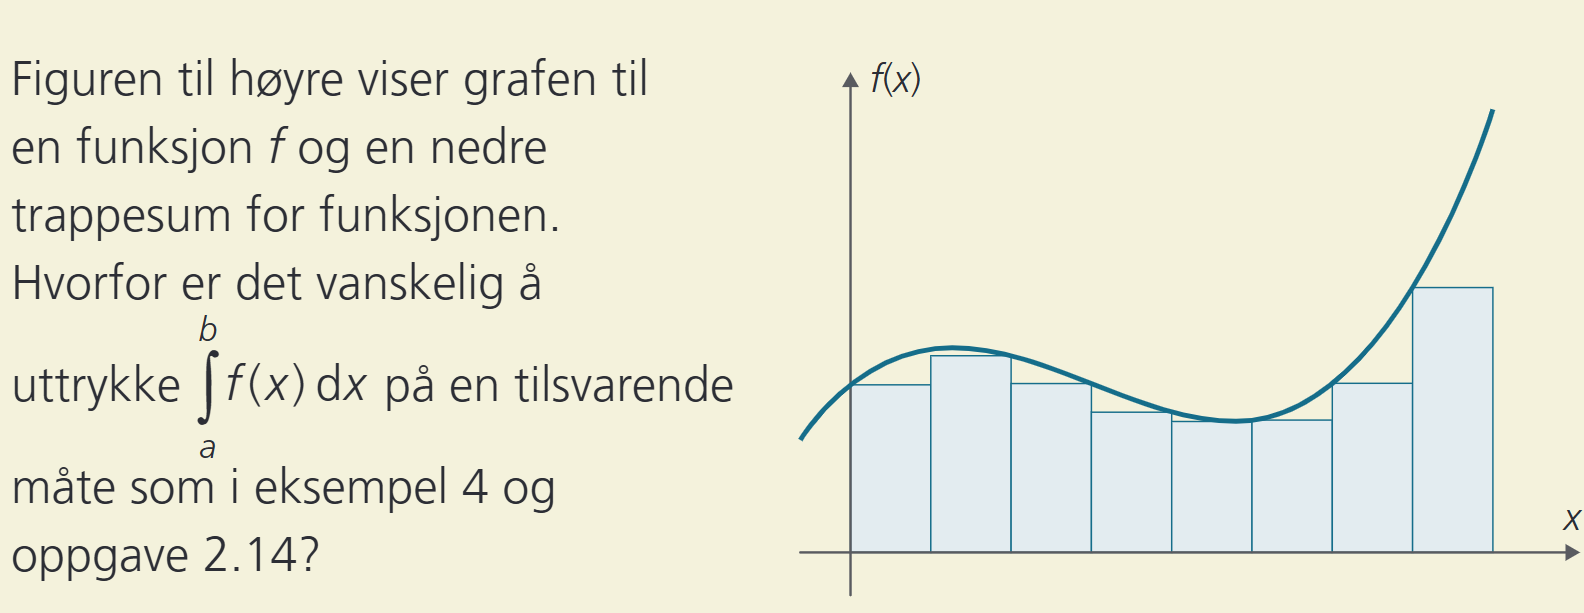 Figuren til høyre viser grafen til
en funksjon f og en nedre
trappesum for funksjonen.
Hvorfor er det vanskelig å
uttrykke ∫ₐᵇ f(x) dx på en tilsvarende
måte som i eksempel 4 og
oppgave 2.14?
f(x)
x